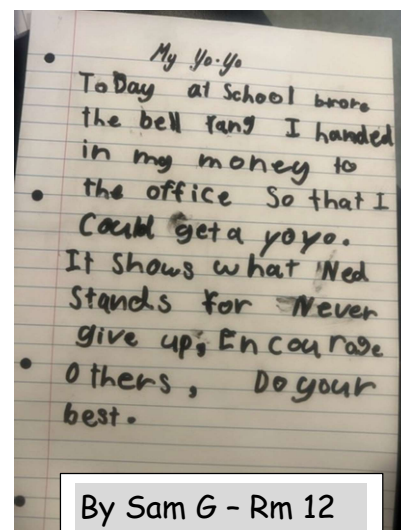 My Yo-Yo
ToDay at School brore
the bell rang I handed
in my money to
the office So that I
Could get a yoyo.
It Shows what Ned
Stands for Never
give up, Encourage
Others, Do your
best.
By Sam G – Rm 12